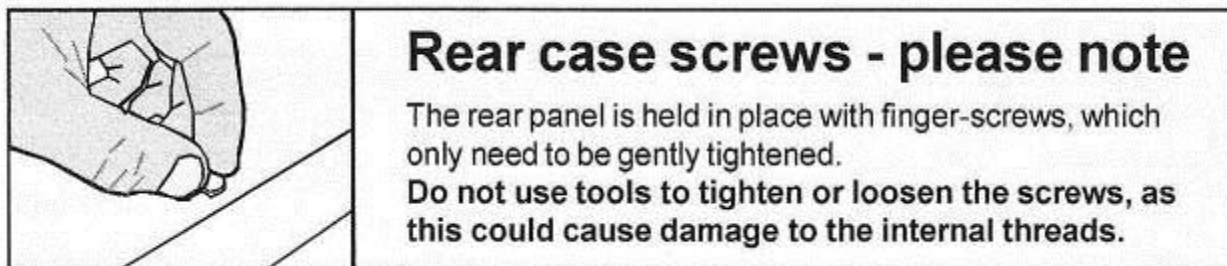 Rear case screws - please note
The rear panel is held in place with finger-screws, which
only need to be gently tightened.
Do not use tools to tighten or loosen the screws, as
this could cause damage to the internal threads.